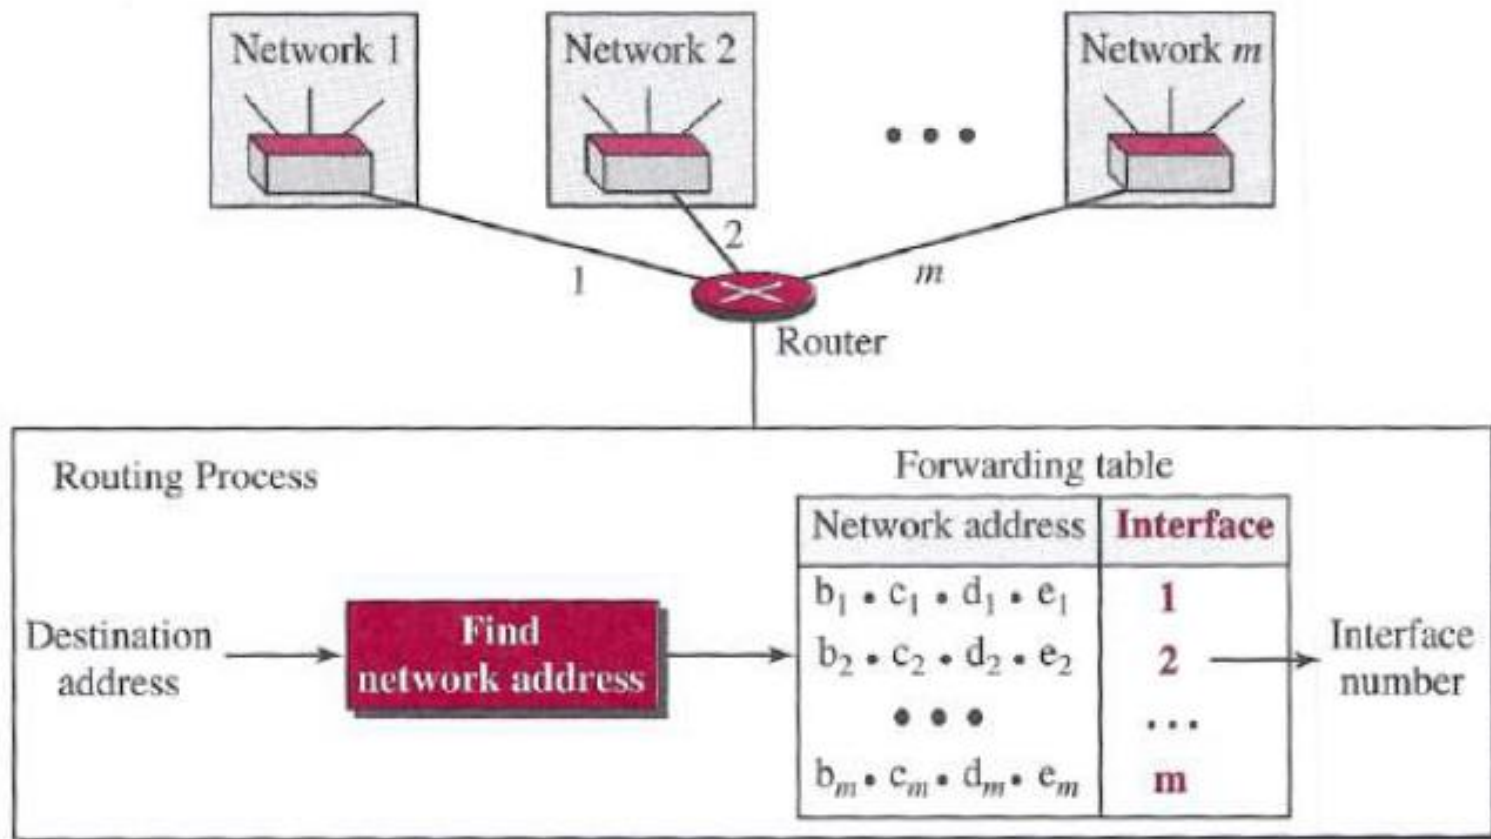 Network 1
Network 2
Network m
• • •
1
2
m
Router
Routing Process
Forwarding table
Network address Interface
Destination address
Find
network address
b₁ • c₁ • d₁ • e₁ 1
b₂ • c₂ • d₂ • e₂ 2
• • • ...
bₘ • cₘ • dₘ • eₘ m
Interface
number